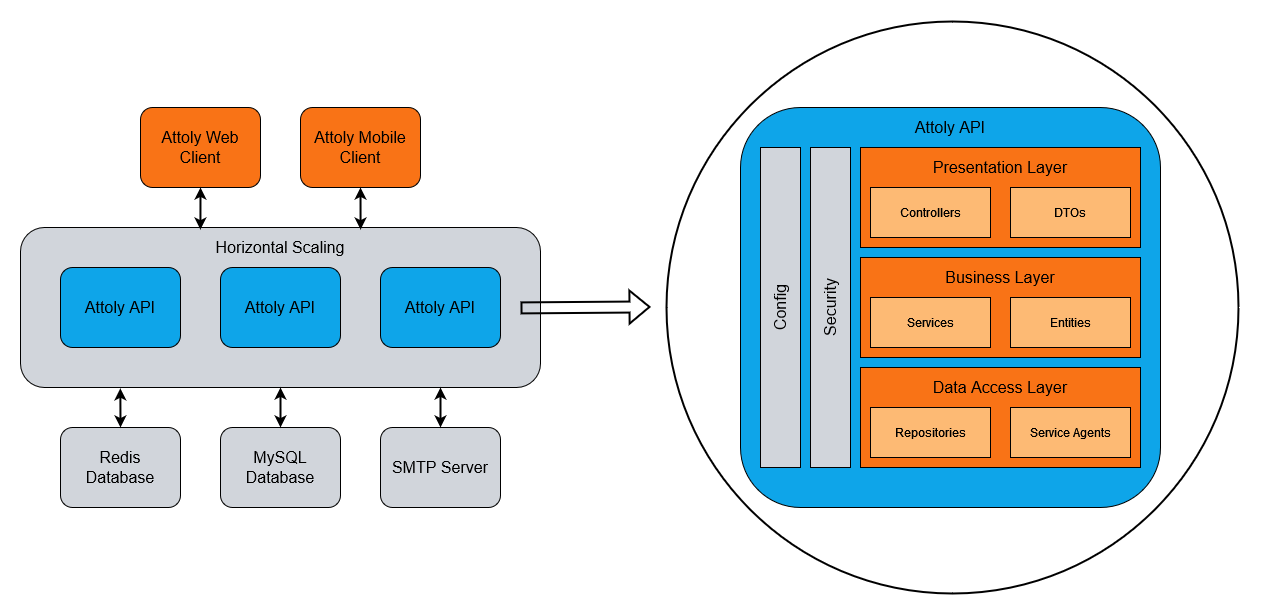 Attoly Web
Client
Attoly Mobile
Client
Horizontal Scaling
Attoly API
Attoly API
Attoly API
Redis
Database
MySQL
Database
SMTP Server
Attoly API
Config
Security
Presentation Layer
Controllers
DTOs
Business Layer
Services
Entities
Data Access Layer
Repositories
Service Agents